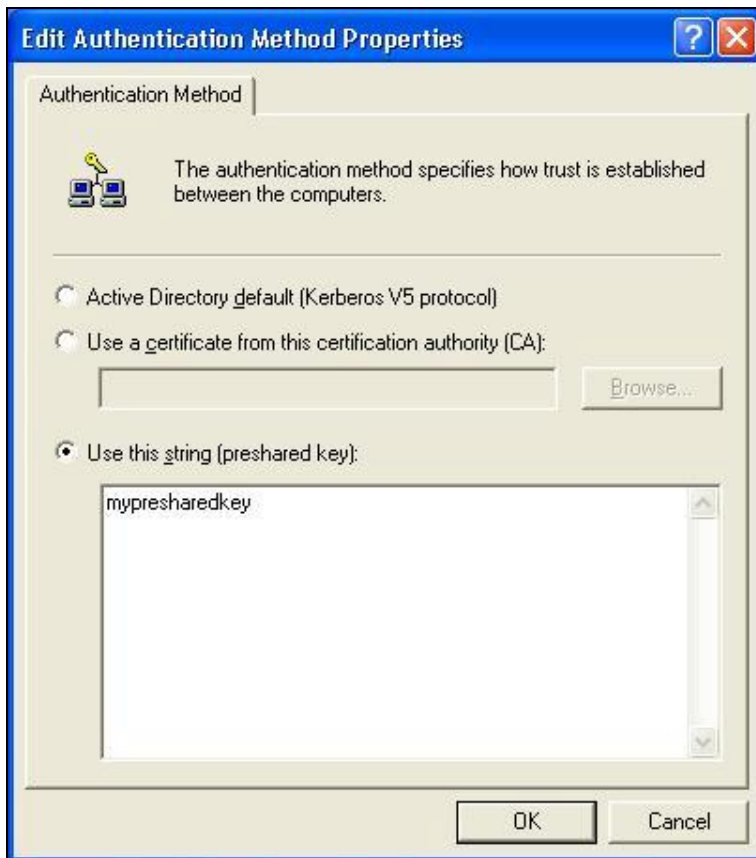 Edit Authentication Method Properties
Authentication Method
The authentication method specifies how trust is established
between the computers.
Active Directory default (Kerberos V5 protocol)
Use a certificate from this certification authority (CA):
Browse...
Use this string (preshared key):
mypresharedkey
OK
Cancel